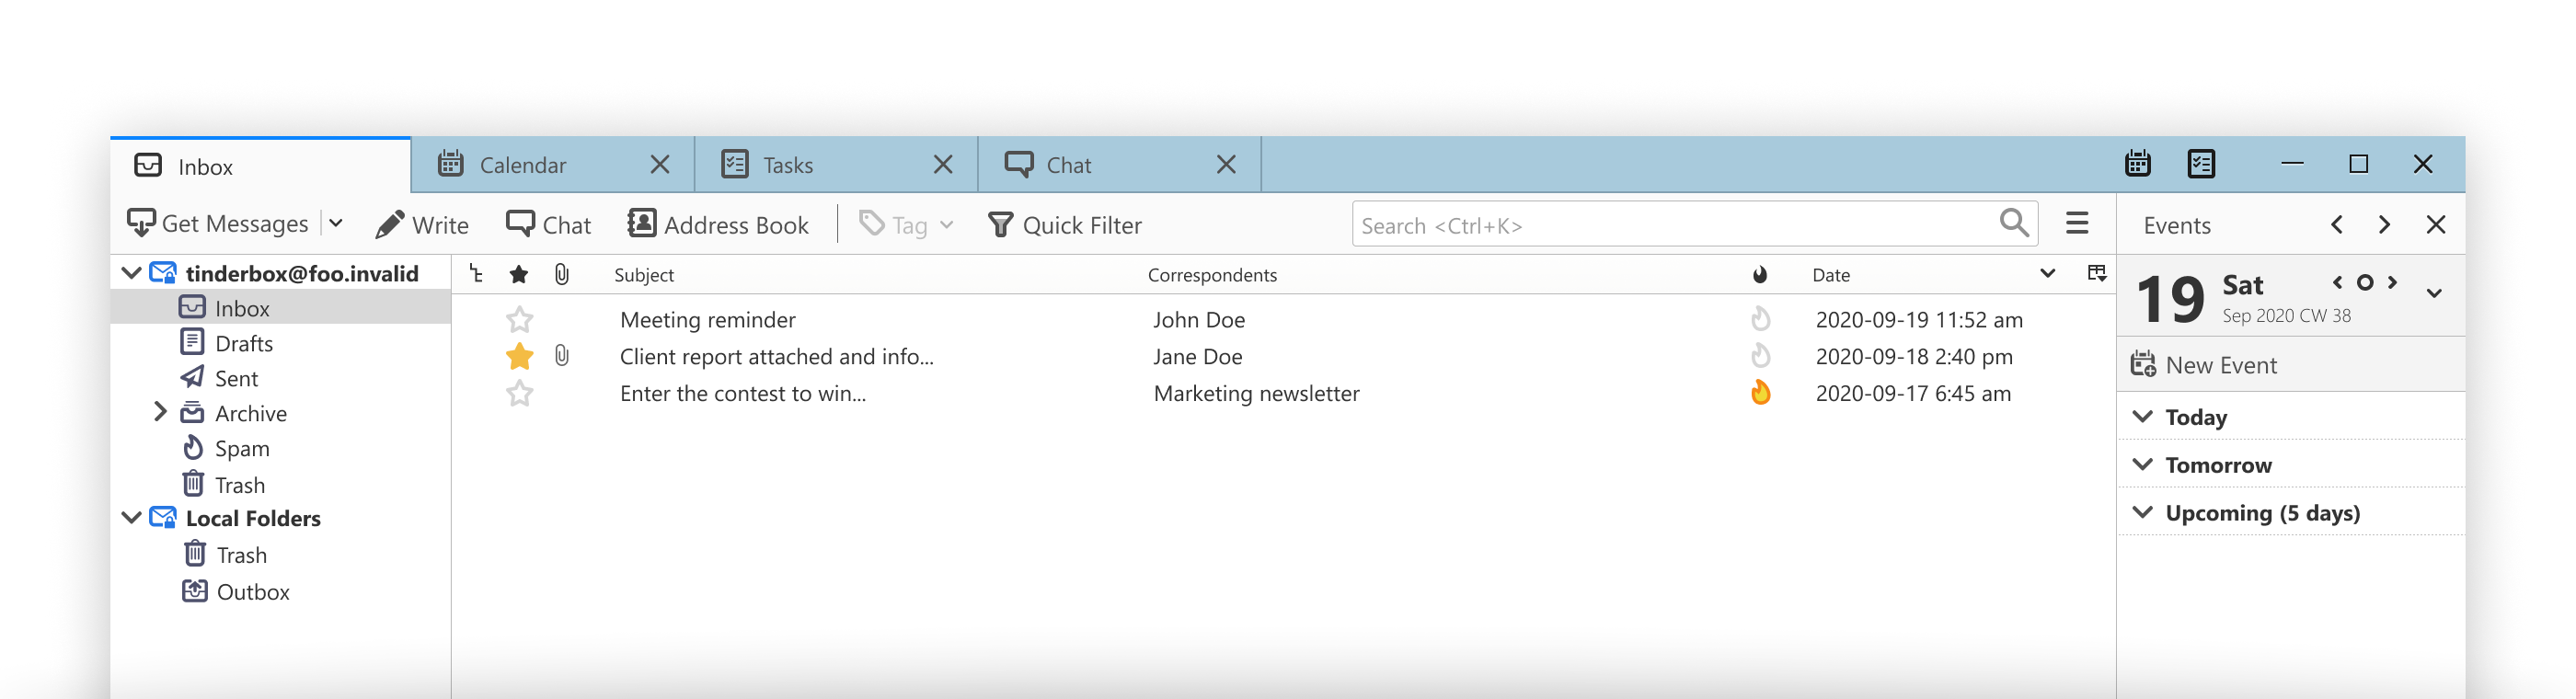 Inbox Calendar Tasks Chat
Get Messages Write Chat Address Book Tag Quick Filter Search <Ctrl+K> Events
tinderbox@foo.invalid
Inbox
Drafts
Sent
Archive
Spam
Trash
Local Folders
Trash
Outbox
Subject Correspondents Date
Meeting reminder John Doe 2020-09-19 11:52 am
Client report attached and info... Jane Doe 2020-09-18 2:40 pm
Enter the contest to win... Marketing newsletter 2020-09-17 6:45 am
19 Sat
Sep 2020 CW 38
New Event
Today
Tomorrow
Upcoming (5 days)